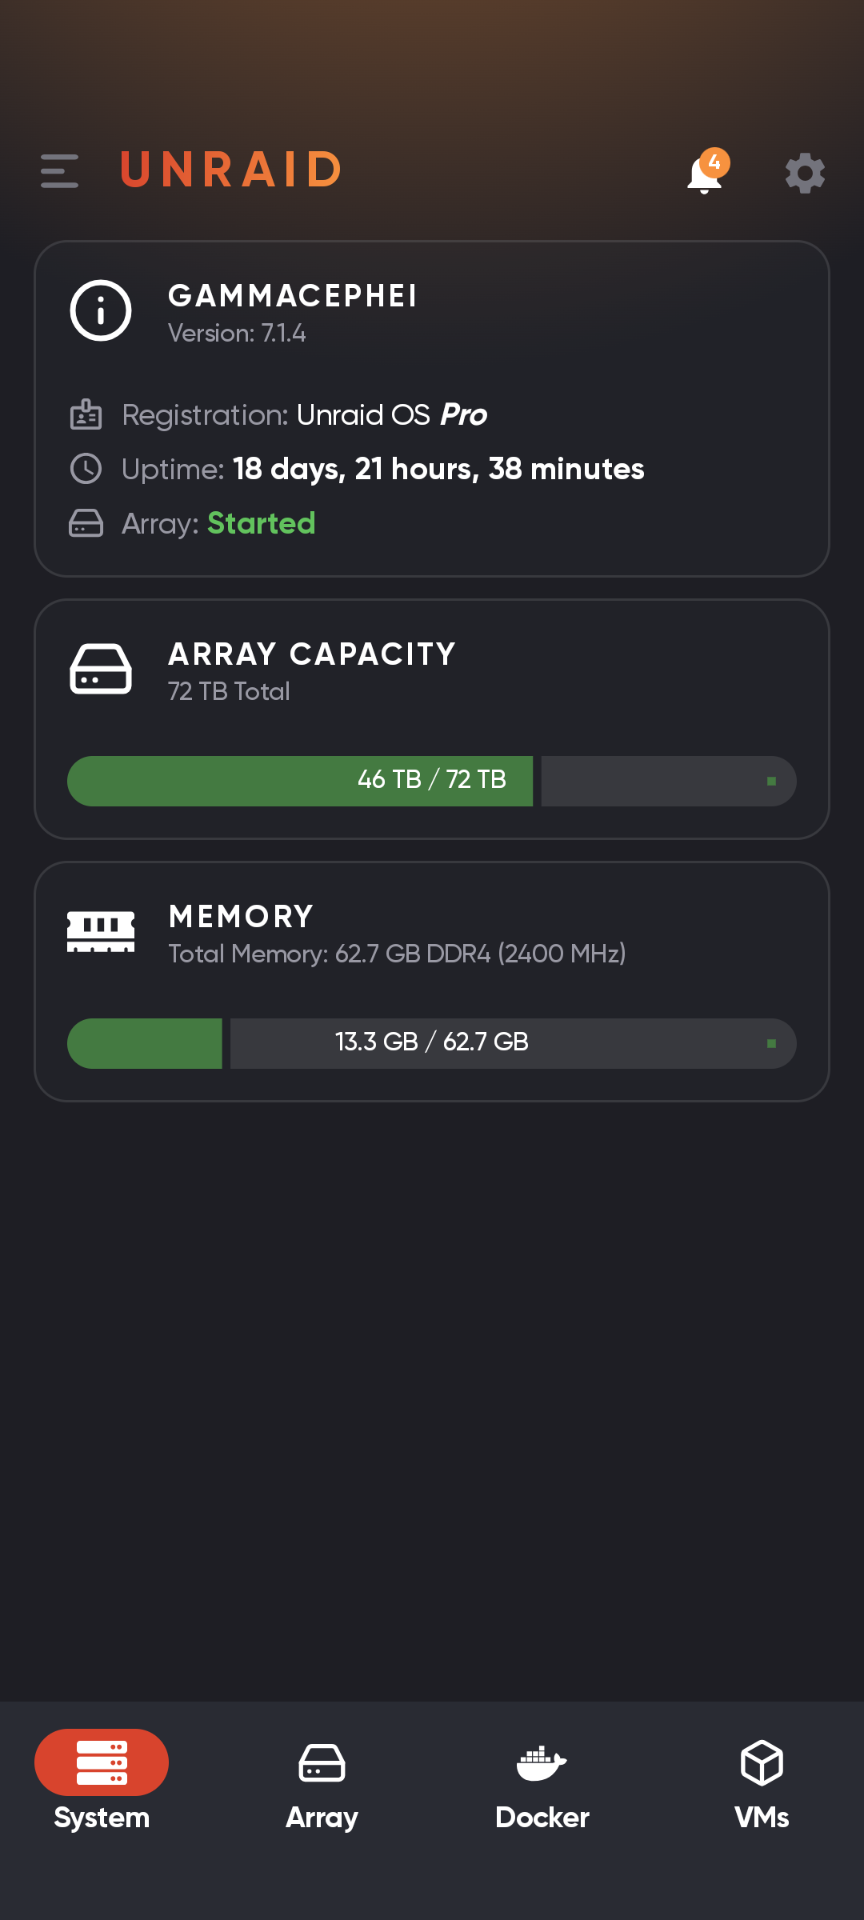 UNRAID
4
GAMMACEPHEI
Version: 7.1.4
Registration: Unraid OS Pro
Uptime: 18 days, 21 hours, 38 minutes
Array: Started
ARRAY CAPACITY
72 TB Total
46 TB / 72 TB
MEMORY
Total Memory: 62.7 GB DDR4 (2400 MHz)
13.3 GB / 62.7 GB
System
Array
Docker
VMs